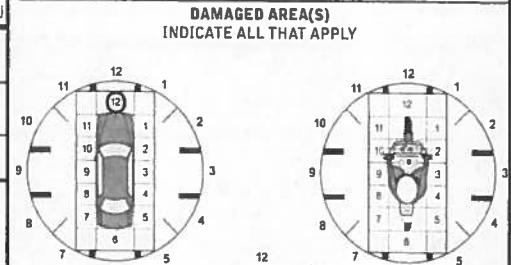 DAMAGED AREA(S)
INDICATE ALL THAT APPLY
12 12
11 1 11 1
12 12
10 2 10 2
11 1 11 1
10 2 10 2
9 9 3 3 9 9 3 3
8 4 8 4
8 7 5 4 8 7 5 4
6 6
7 5 12 7 5